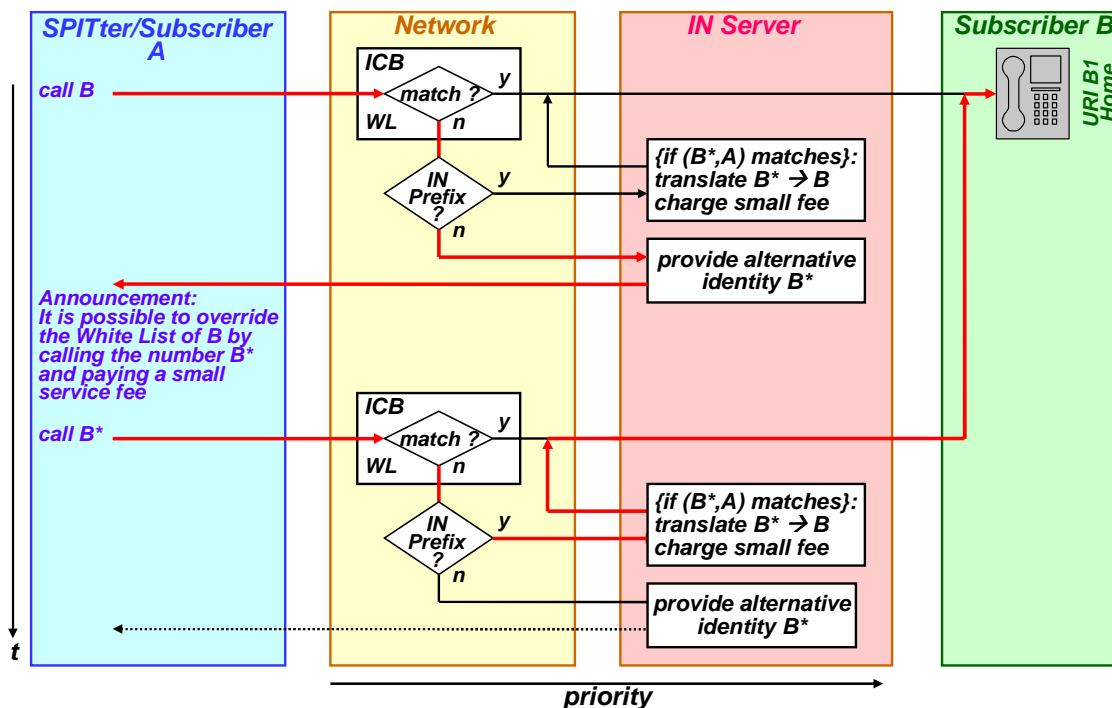 SPITter/Subscriber
A
Network
IN Server
Subscriber B
call B
ICB
match ?
y
WL
n
URI B1
Home
IN
Prefix
?
y
n
{if (B*,A) matches}:
translate B* → B
charge small fee
provide alternative
identity B*
Announcement:
It is possible to override
the White List of B by
calling the number B*
and paying a small
service fee
call B*
ICB
match ?
y
WL
n
IN
Prefix
?
y
n
{if (B*,A) matches}:
translate B* → B
charge small fee
provide alternative
identity B*
t
priority